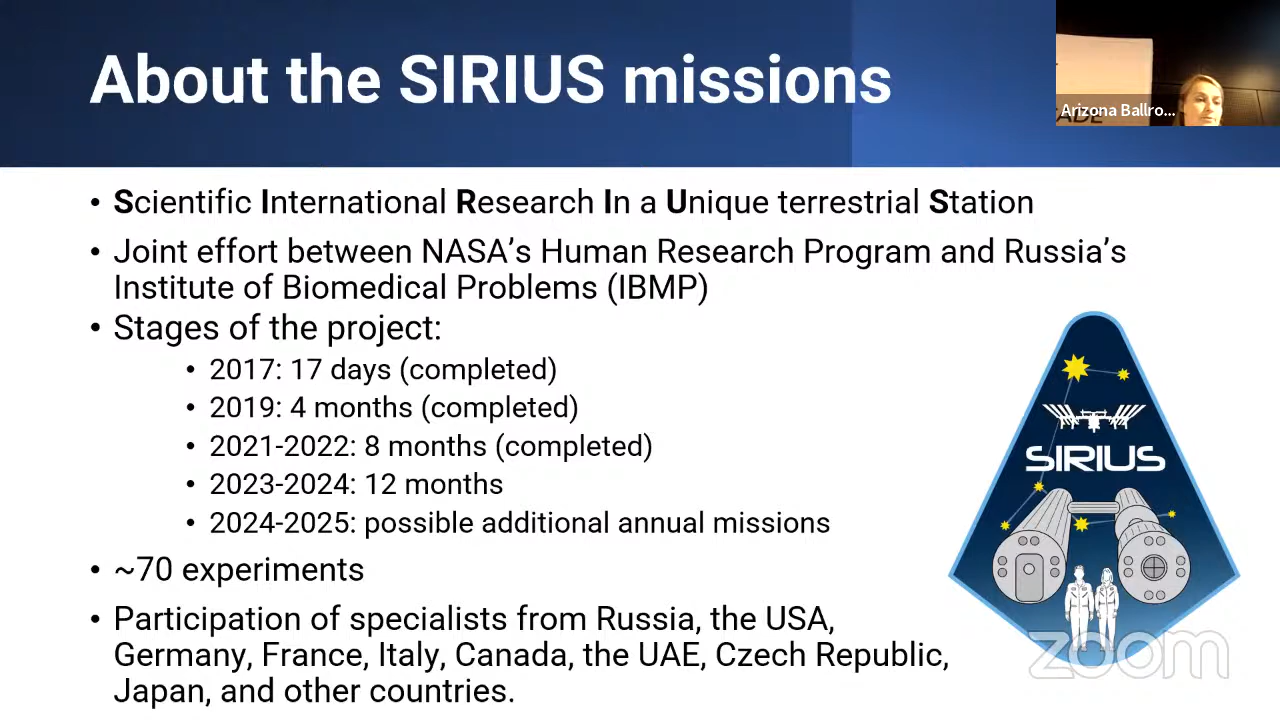 About the SIRIUS missions
Arizona Ballro...
• Scientific International Research In a Unique terrestrial Station
• Joint effort between NASA’s Human Research Program and Russia’s
Institute of Biomedical Problems (IBMP)
• Stages of the project:
• 2017: 17 days (completed)
• 2019: 4 months (completed)
• 2021-2022: 8 months (completed)
• 2023-2024: 12 months
• 2024-2025: possible additional annual missions
• ~70 experiments
• Participation of specialists from Russia, the USA,
Germany, France, Italy, Canada, the UAE, Czech Republic,
Japan, and other countries.
SIRIUS
zoom